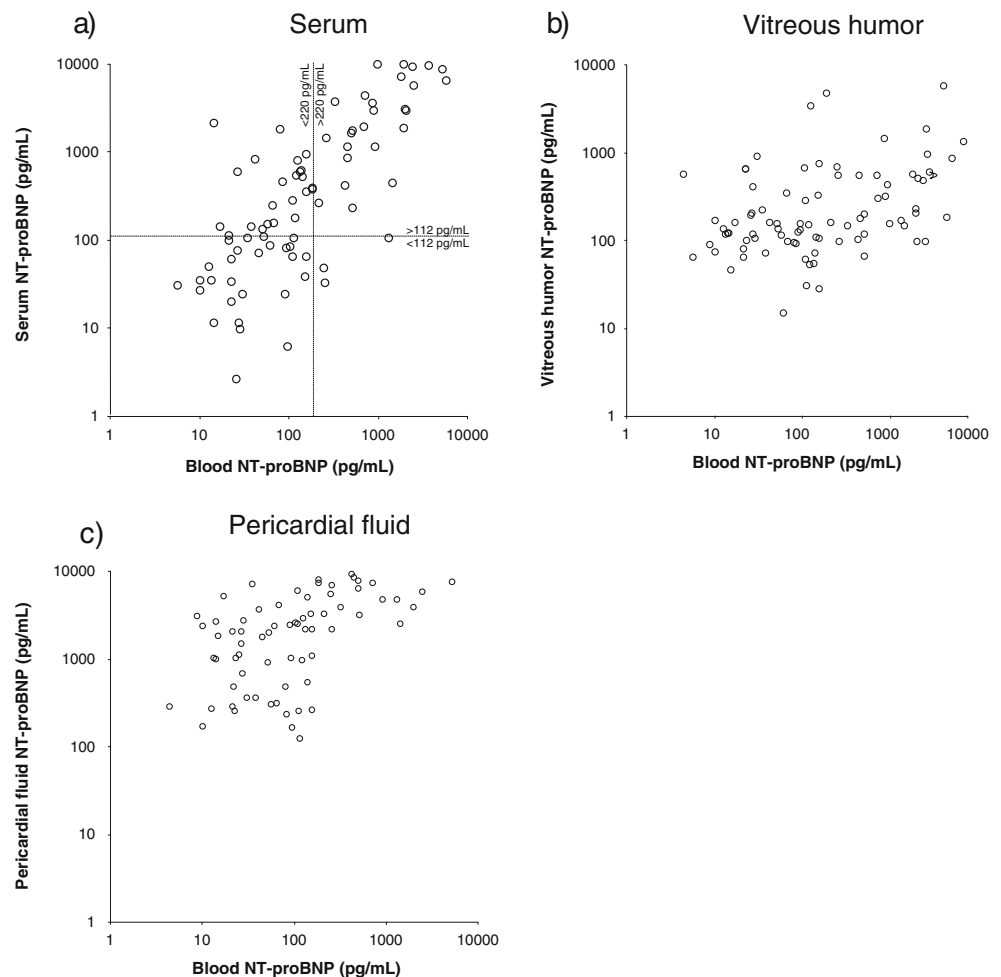 a)
Serum
10000
1000
100
10
1
1
10
100
1000
10000
Serum NT-proBNP (pg/mL)
Blood NT-proBNP (pg/mL)
<220 pg/mL
>220 pg/mL
>112 pg/mL
<112 pg/mL
b)
Vitreous humor
10000
1000
100
10
1
1
10
100
1000
10000
Vitreous humor NT-proBNP (pg/mL)
Blood NT-proBNP (pg/mL)
c)
Pericardial fluid
10000
1000
100
10
1
1
10
100
1000
10000
Pericardial fluid NT-proBNP (pg/mL)
Blood NT-proBNP (pg/mL)